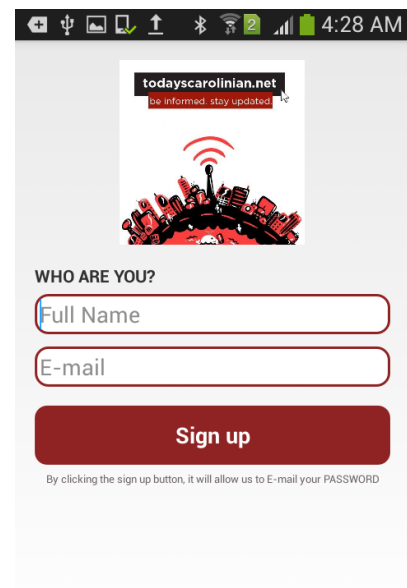 2 4:28 AM
todayscarolinian.net
be informed. stay updated.
WHO ARE YOU?
Full Name
E-mail
Sign up
By clicking the sign up button, it will allow us to E-mail your PASSWORD